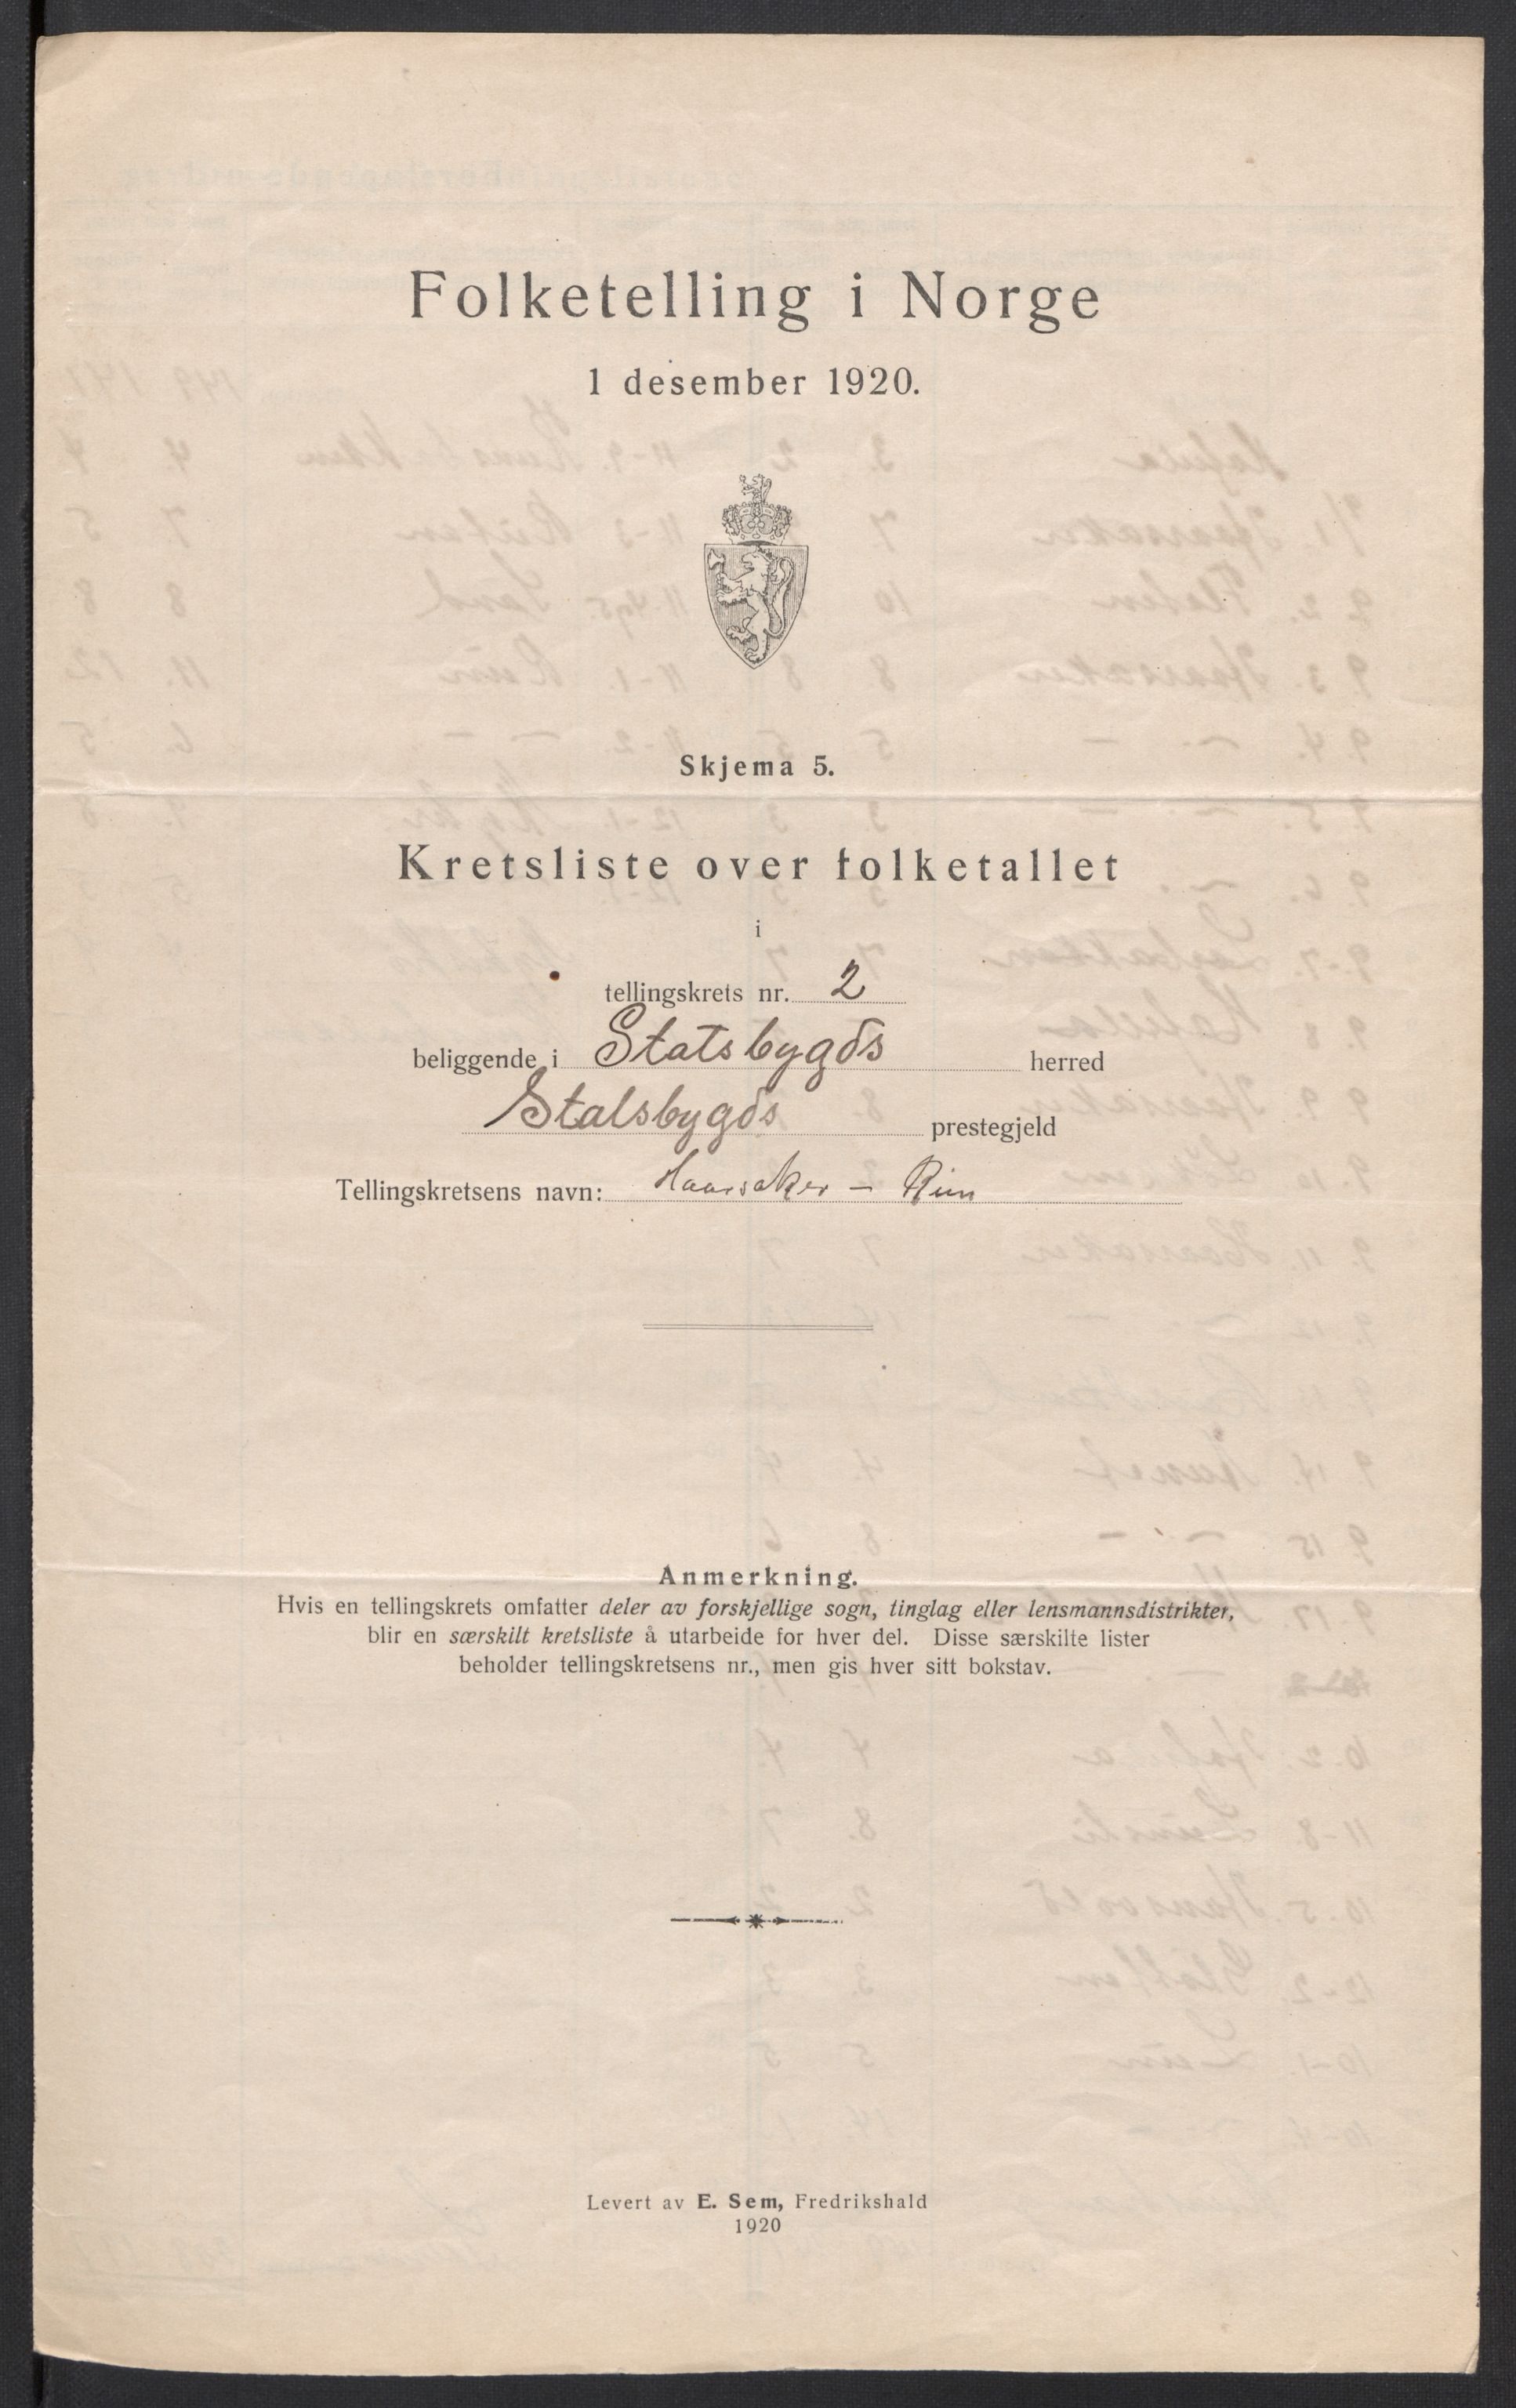 Folketelling i Norge
1 desember 1920.
Skjema 5.
Kretsliste over folketallet
i
tellingskrets nr. 2
beliggende i Statsbygds herred
Statsbygds prestegjeld
Tellingskretsens navn: Haarsaker – Rein
Anmerkning.
Hvis en tellingskrets omfatter deler av forskjellige sogn, tinglag eller lensmannsdistrikter,
blir en særskilt kretsliste å utarbeide for hver del. Disse særskilte lister
beholder tellingskretsens nr., men gis hver sitt bokstav.
Levert av E. Sem, Fredrikshald
1920